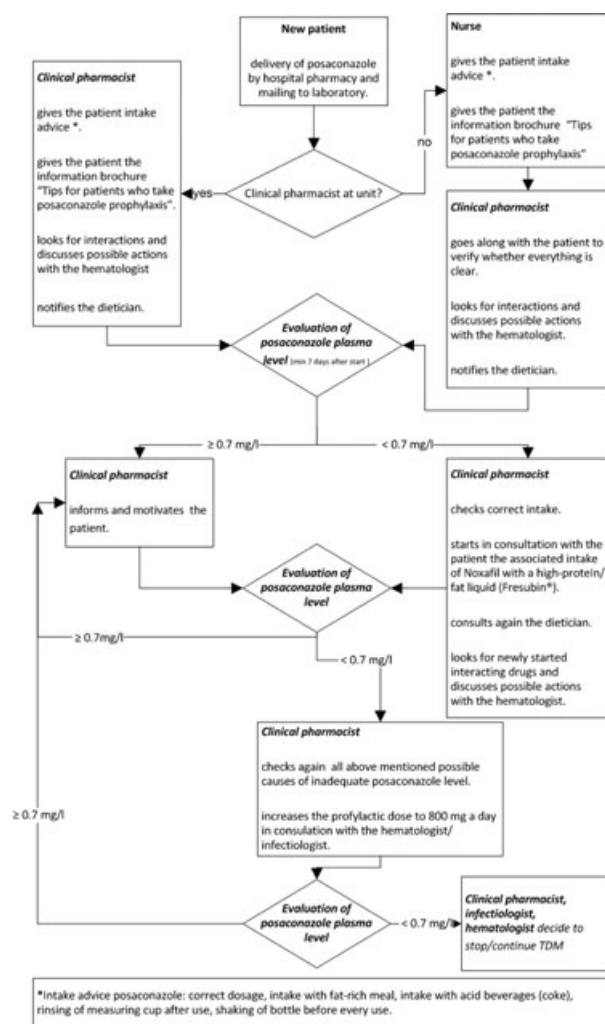 New patient
delivery of posaconazole
by hospital pharmacy and
mailing to laboratory.
Nurse
gives the patient intake
advice *.
gives the patient the
information brochure "Tips
for patients who take
posaconazole prophylaxis"
Clinical pharmacist
gives the patient intake
advice *.
gives the patient the
information brochure
"Tips for patients who take
posaconazole prophylaxis".
looks for interactions and
discusses possible actions
with the hematologist
notifies the dietician.
yes
Clinical pharmacist at unit?
no
Clinical pharmacist
goes along with the patient to
verify whether everything is
clear.
looks for interactions and
discusses possible actions
with the hematologist.
notifies the dietician.
Evaluation of
posaconazole plasma
level (min 7 days after start )
≥ 0.7 mg/l
< 0.7 mg/l
Clinical pharmacist
informs and motivates the
patient.
Clinical pharmacist
checks correct intake.
starts in consultation with the
patient the associated intake
of Noxafil with a high-protein/
fat liquid (Fresubin*).
consults again the dietician.
looks for newly started
interacting drugs and
discusses possible actions
with the hematologist.
Evaluation of
posaconazole plasma
level
≥ 0.7mg/l
< 0.7 mg/l
Clinical pharmacist
checks again all above mentioned possible
causes of inadequate posaconazole level.
increases the profylactic dose to 800 mg a day
in consulation with the hematologist/
infectiologist.
≥ 0.7 mg/l
Evaluation of
posaconazole plasma
level
< 0.7 mg/l
Clinical pharmacist,
infectiologist,
hematologist decide to
stop/continue TDM
*Intake advice posaconazole: correct dosage, intake with fat-rich meal, intake with acid beverages (coke),
rinsing of measuring cup after use, shaking of bottle before every use.